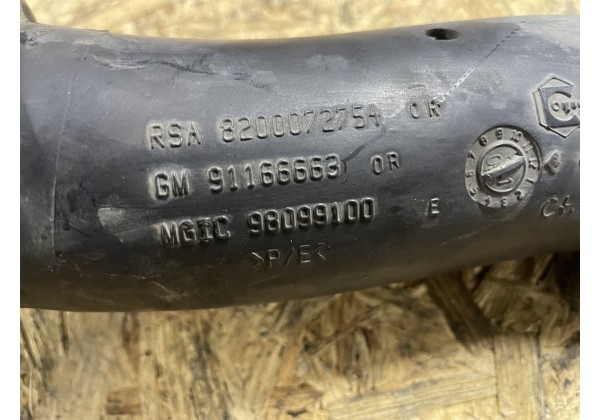 RSA 8200072754 OR
GM 91166663 OR
MGIC 98099100 E
>P/E<